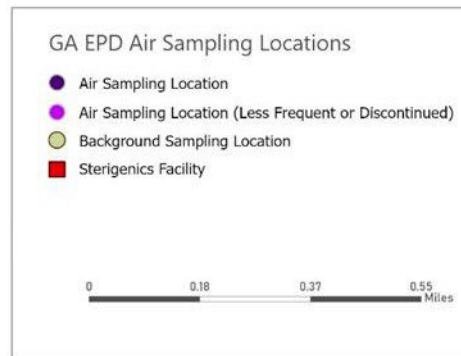 GA EPD Air Sampling Locations
Air Sampling Location
Air Sampling Location (Less Frequent or Discontinued)
Background Sampling Location
Sterigenics Facility
0 0.18 0.37 0.55
Miles